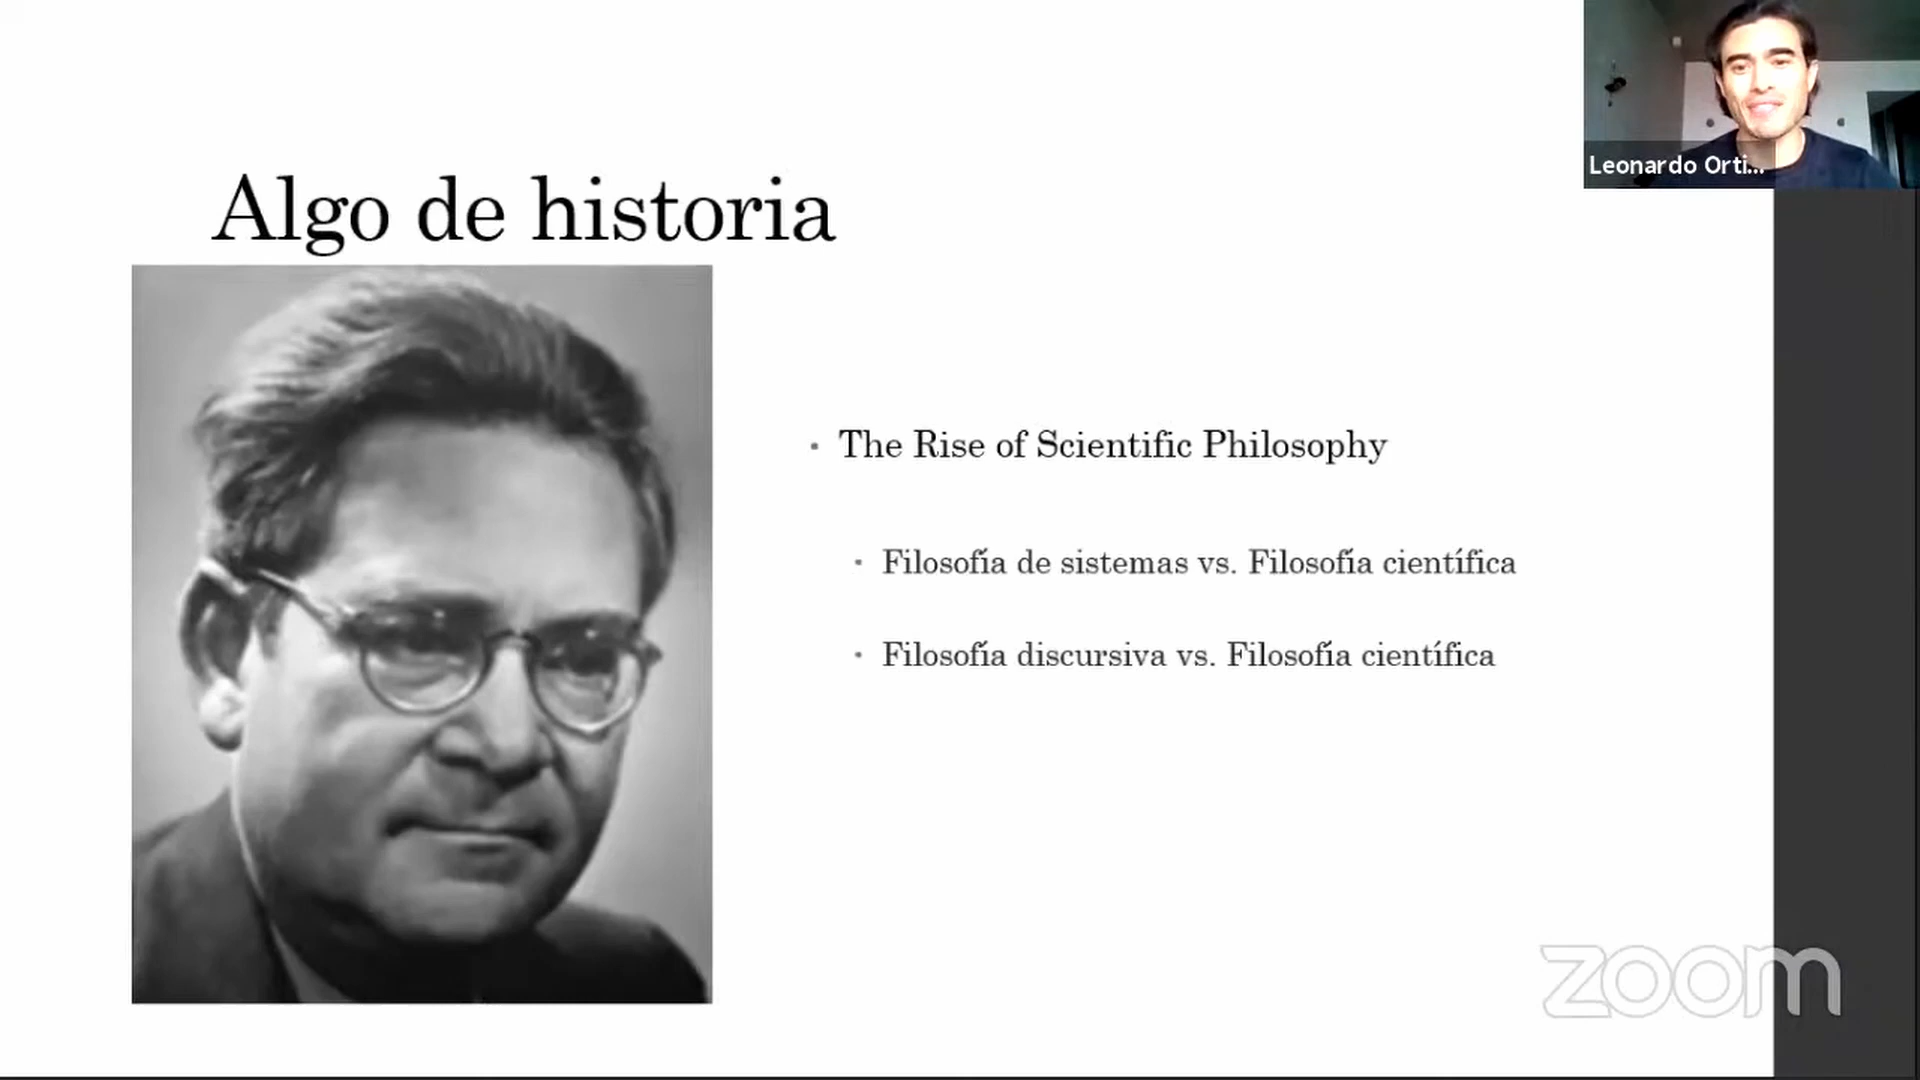 Leonardo Orti...
Algo de historia
· The Rise of Scientific Philosophy
· Filosofía de sistemas vs. Filosofía científica
· Filosofía discursiva vs. Filosofía científica
zoom